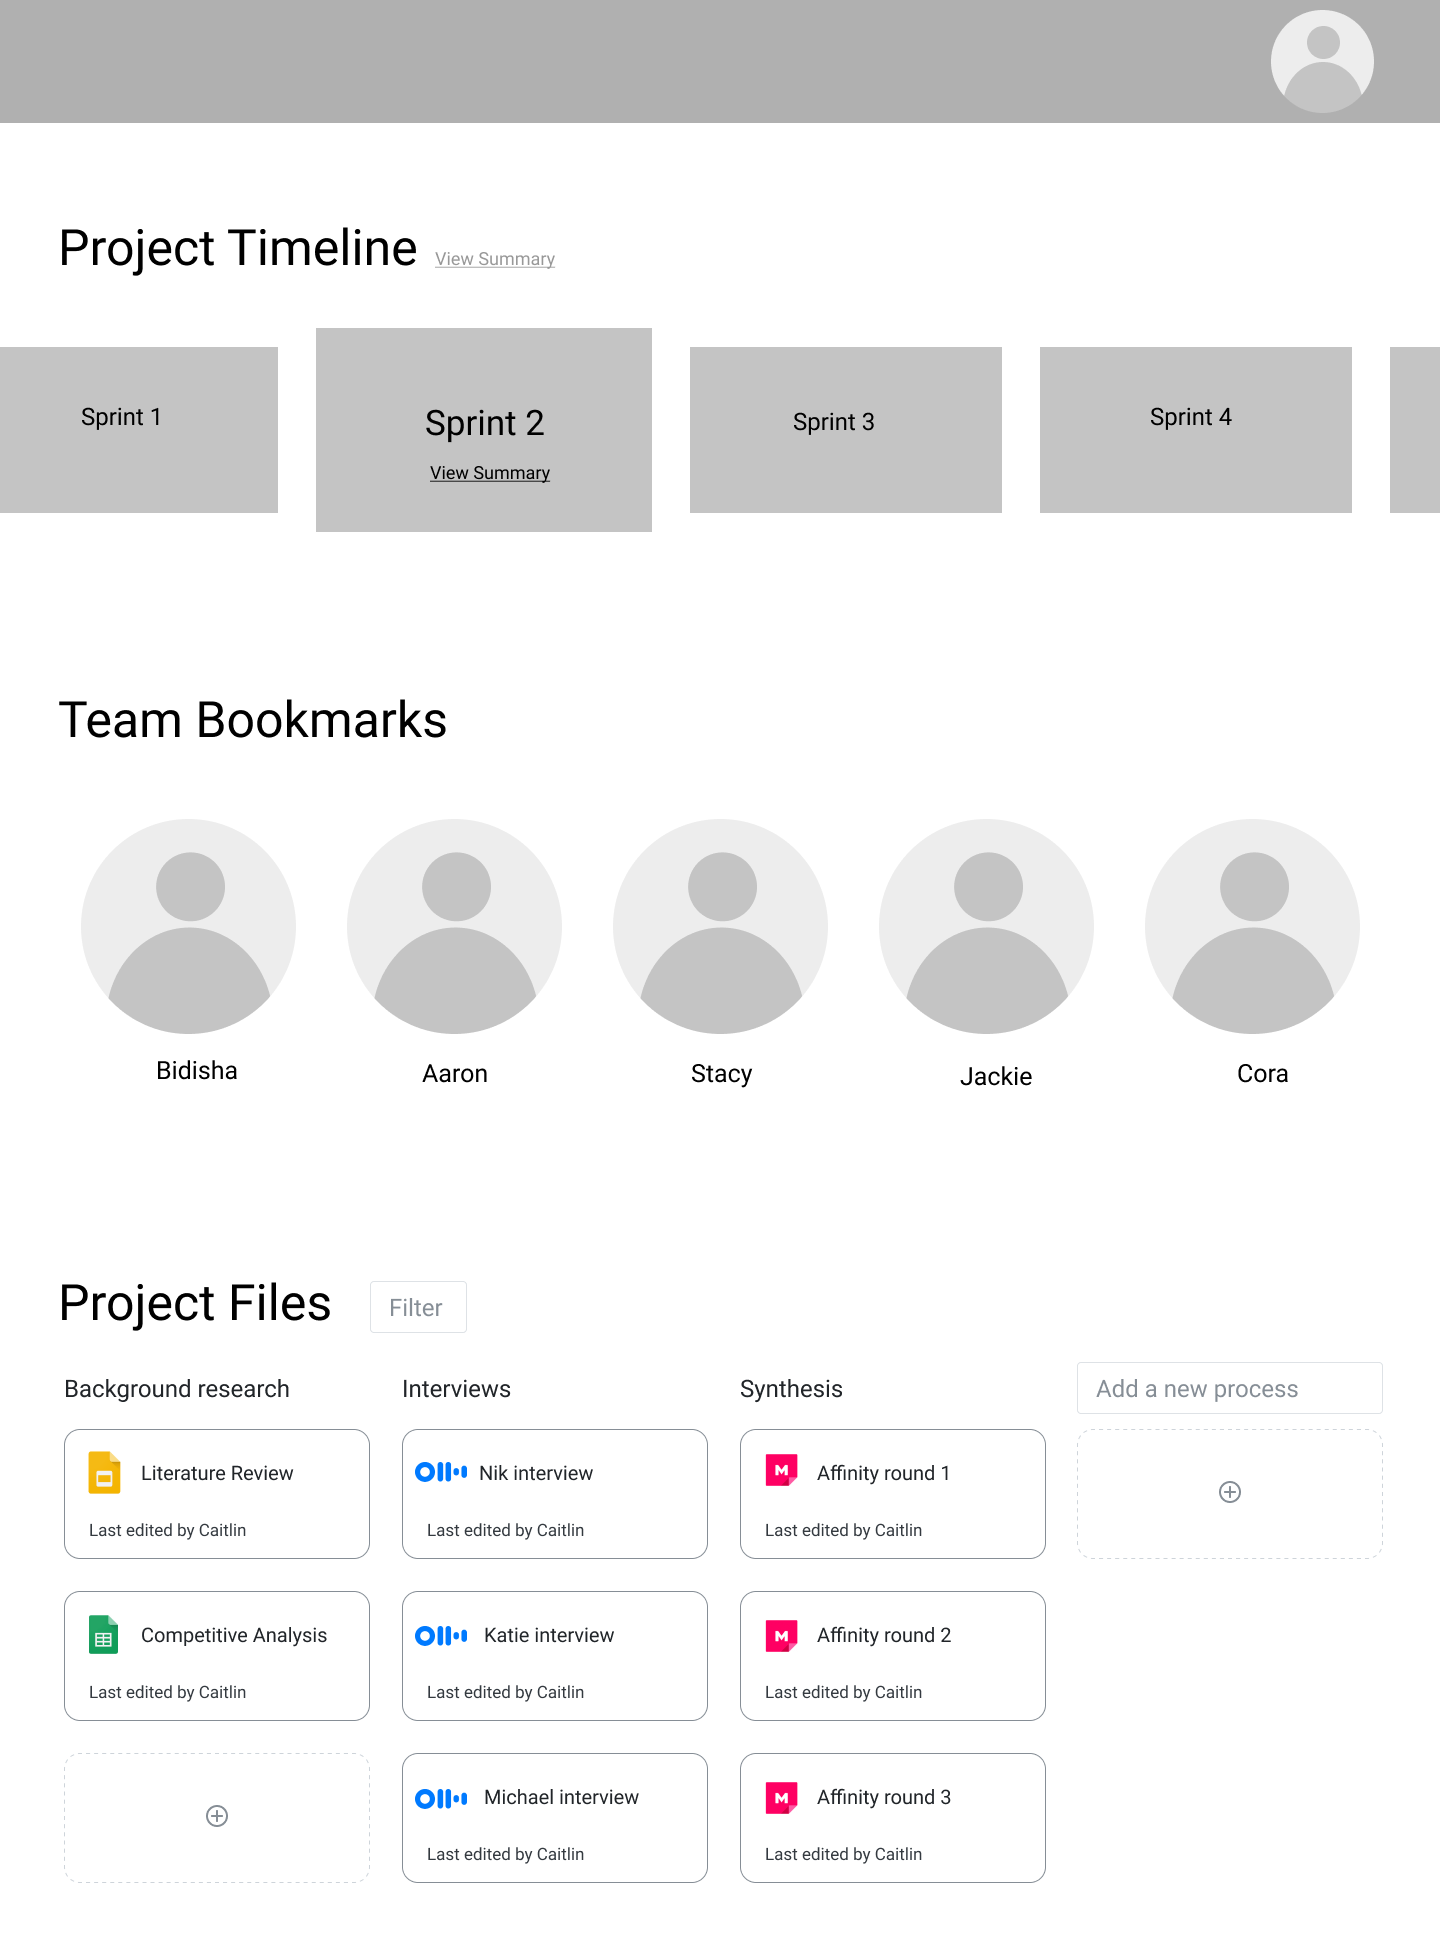 Project Timeline View Summary
Sprint 1
Sprint 2
View Summary
Sprint 3
Sprint 4
Team Bookmarks
Bidisha
Aaron
Stacy
Jackie
Cora
Project Files
Filter
Background research
Interviews
Synthesis
Add a new process
Literature Review
Last edited by Caitlin
Nik interview
Last edited by Caitlin
M
Affinity round 1
Last edited by Caitlin
Competitive Analysis
Last edited by Caitlin
Katie interview
Last edited by Caitlin
M
Affinity round 2
Last edited by Caitlin
Michael interview
Last edited by Caitlin
M
Affinity round 3
Last edited by Caitlin